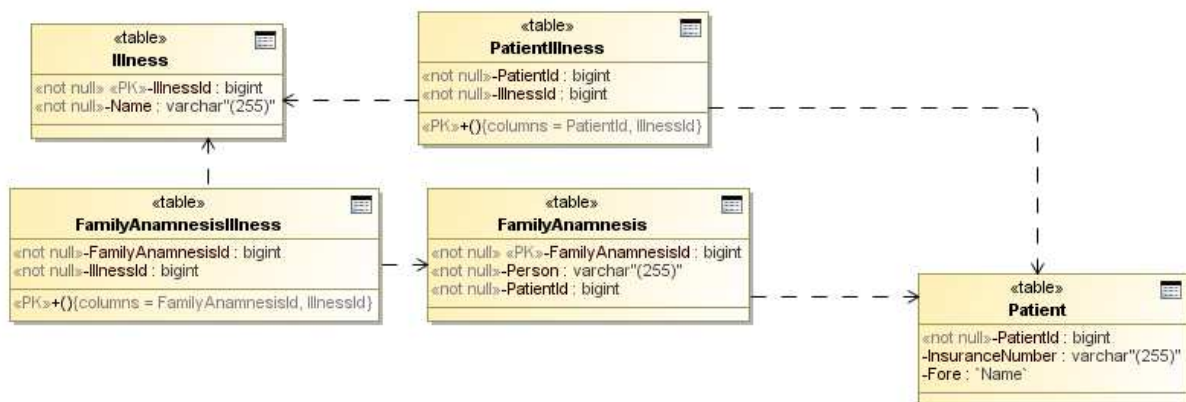 «table»
Illness
«not null» «PK»-IllnessId : bigint
«not null»-Name : varchar"(255)"
«table»
PatientIllness
«not null»-PatientId : bigint
«not null»-IllnessId : bigint
«PK»+(){columns = PatientId, IllnessId}
«table»
FamilyAnamnesisIllness
«not null»-FamilyAnamnesisId : bigint
«not null»-IllnessId : bigint
«PK»+(){columns = FamilyAnamnesisId, IllnessId}
«table»
FamilyAnamnesis
«not null» «PK»-FamilyAnamnesisId : bigint
«not null»-Person : varchar"(255)"
«not null»-PatientId : bigint
«table»
Patient
«not null»-PatientId : bigint
-InsuranceNumber : varchar"(255)"
-Fore : `Name`